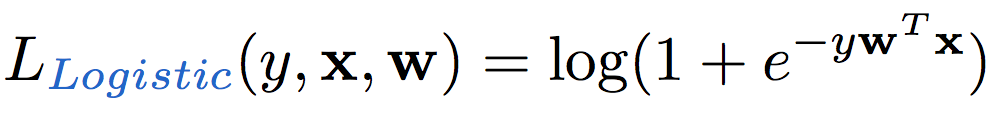 L_{Logistic}(y, x, w) = log(1 + e^{-yw^T x})